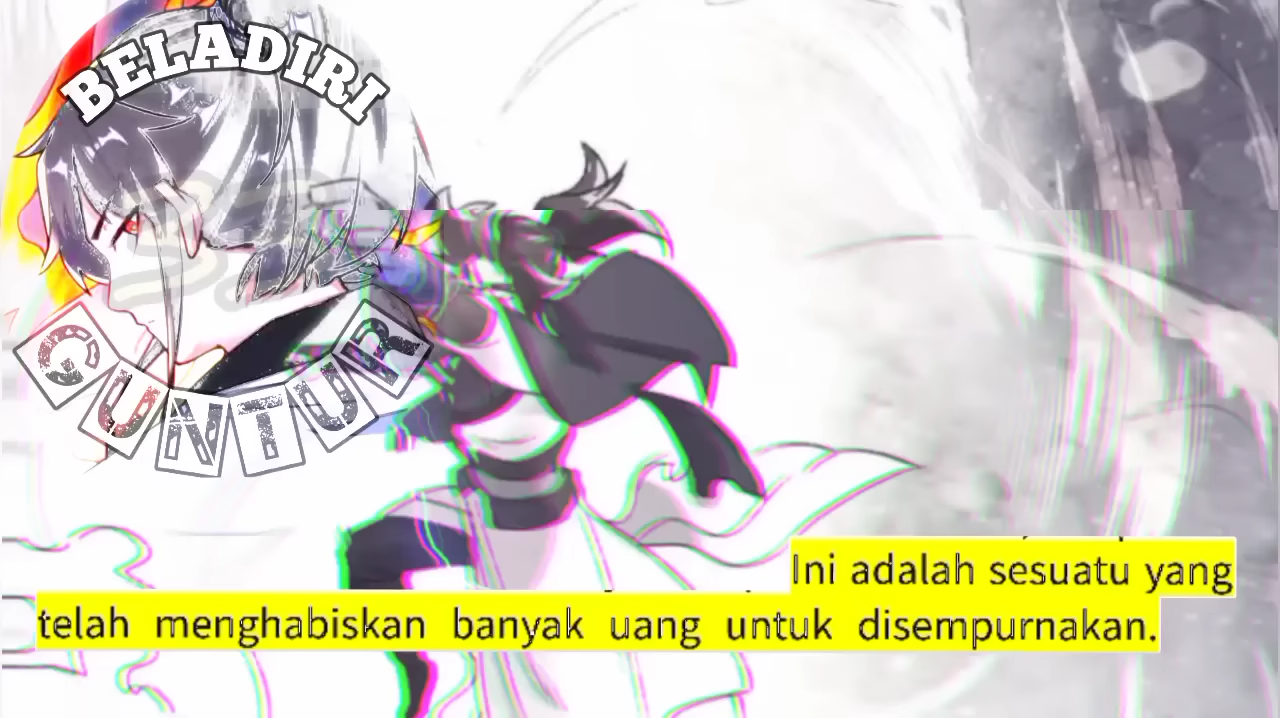 BELADIRI
GUNTUR
Ini adalah sesuatu yang
telah menghabiskan banyak uang untuk disempurnakan.